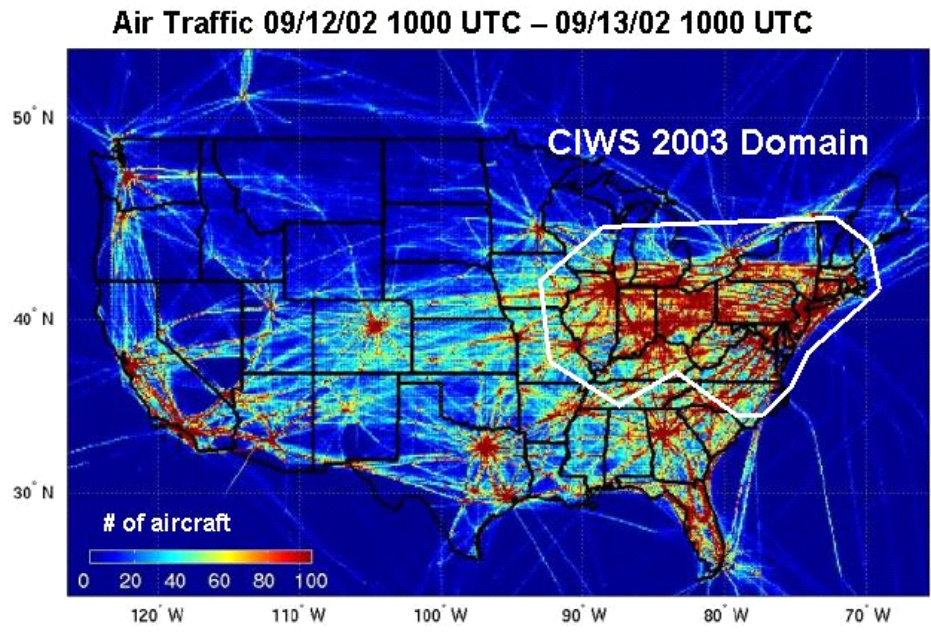 Air Traffic 09/12/02 1000 UTC – 09/13/02 1000 UTC
50° N
CIWS 2003 Domain
40° N
30° N
# of aircraft
0 20 40 60 80 100
120° W 110° W 100° W 90° W 80° W 70° W